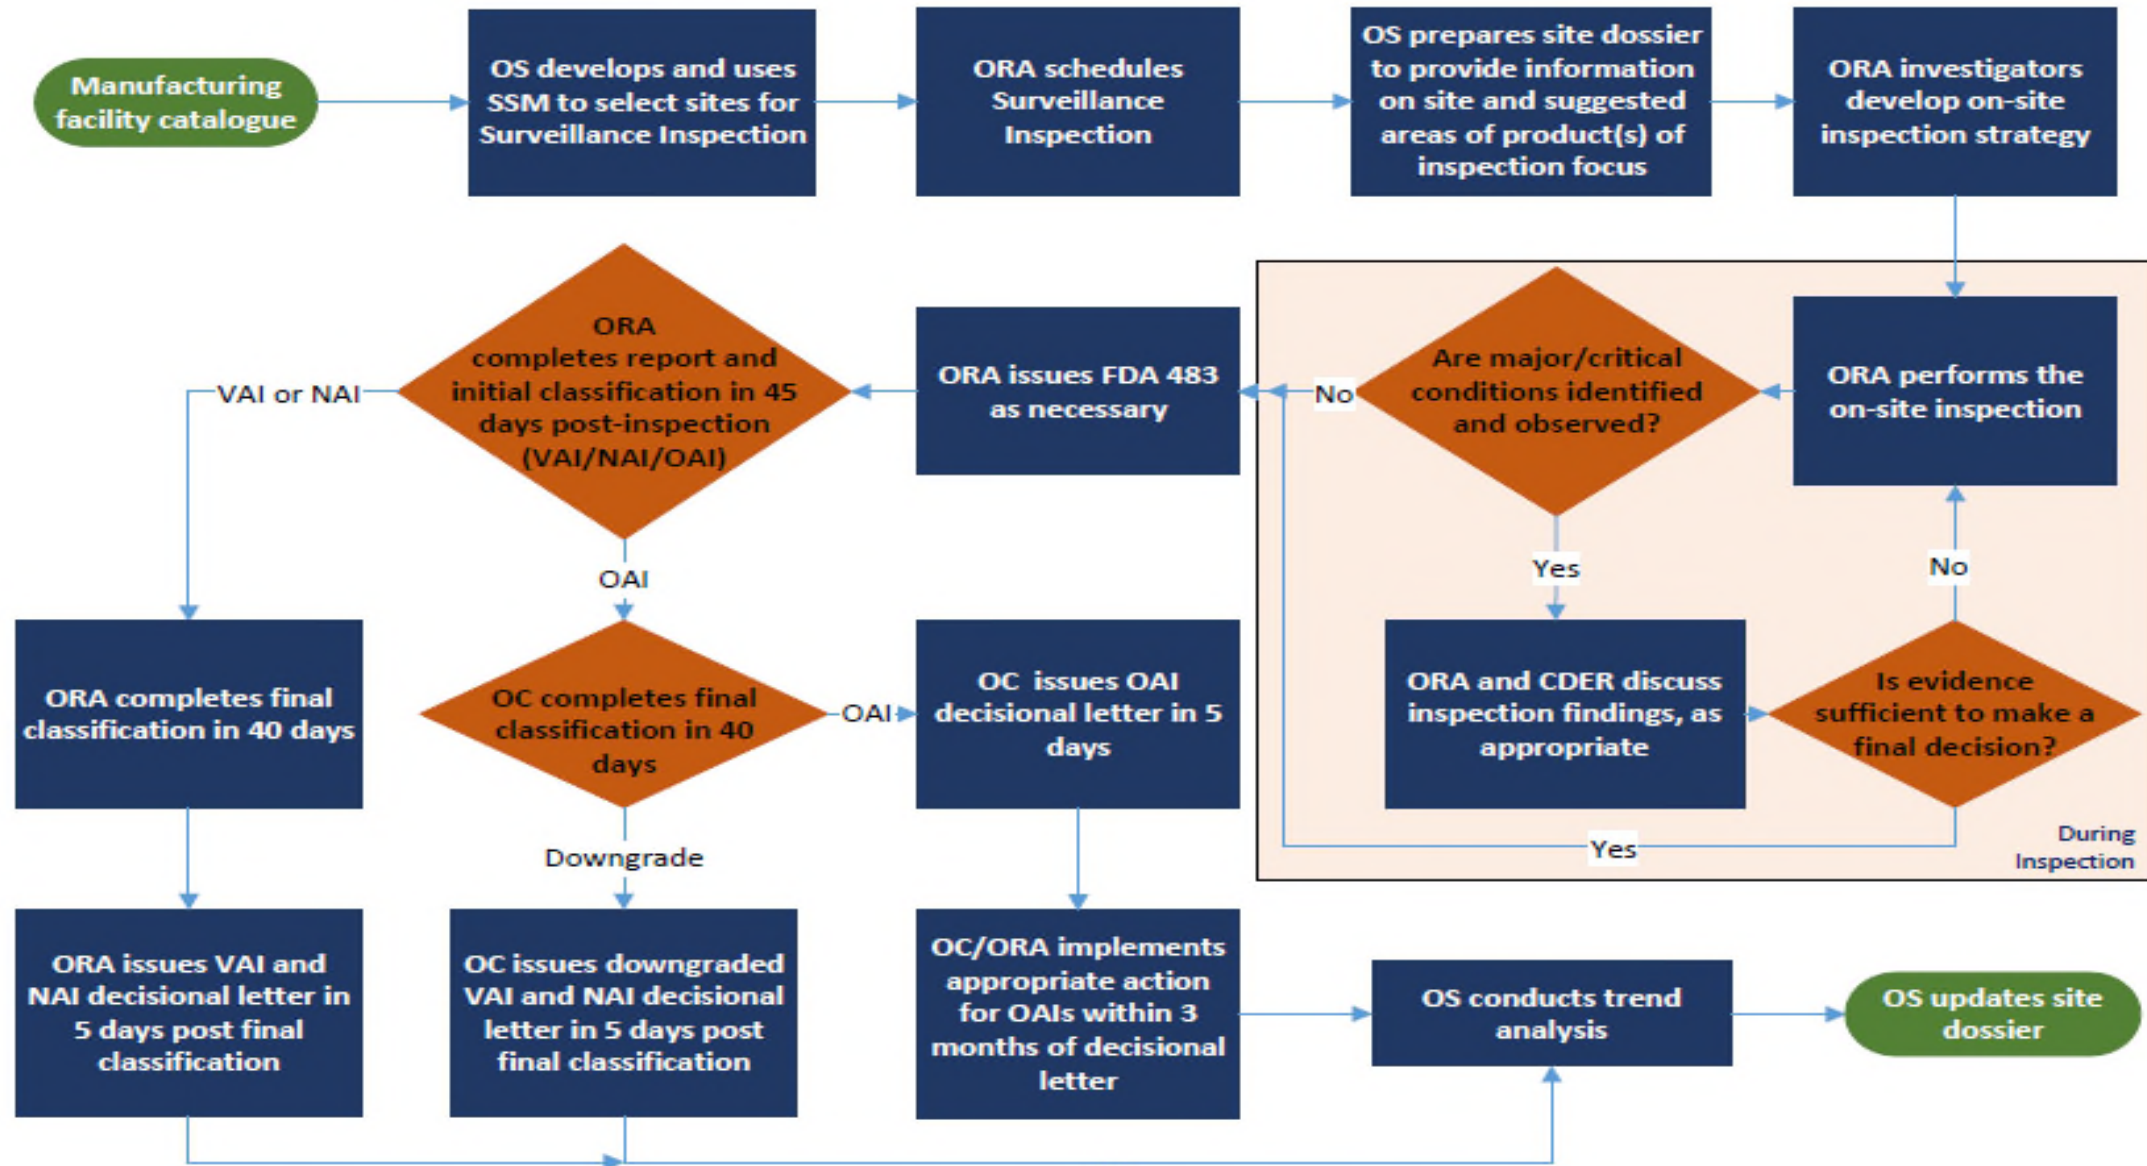 Manufacturing
facility catalogue
OS develops and uses
SSM to select sites for
Surveillance Inspection
ORA schedules
Surveillance
Inspection
OS prepares site dossier
to provide information
on site and suggested
areas of product(s) of
inspection focus
ORA investigators
develop on-site
inspection strategy
ORA performs the
on-site inspection
Are major/critical
conditions identified
and observed?
No
Yes
ORA and CDER discuss
inspection findings, as
appropriate
Is evidence
sufficient to make a
final decision?
No
Yes
During
Inspection
ORA issues FDA 483
as necessary
ORA
completes report and
initial classification in 45
days post-inspection
(VAI/NAI/OAI)
VAI or NAI
OAI
ORA completes final
classification in 40 days
OC completes final
classification in 40
days
OAI
OC issues OAI
decisional letter in 5
days
Downgrade
ORA issues VAI and
NAI decisional letter in
5 days post final
classification
OC issues downgraded
VAI and NAI decisional
letter in 5 days post
final classification
OC/ORA implements
appropriate action
for OAIs within 3
months of decisional
letter
OS conducts trend
analysis
OS updates site
dossier